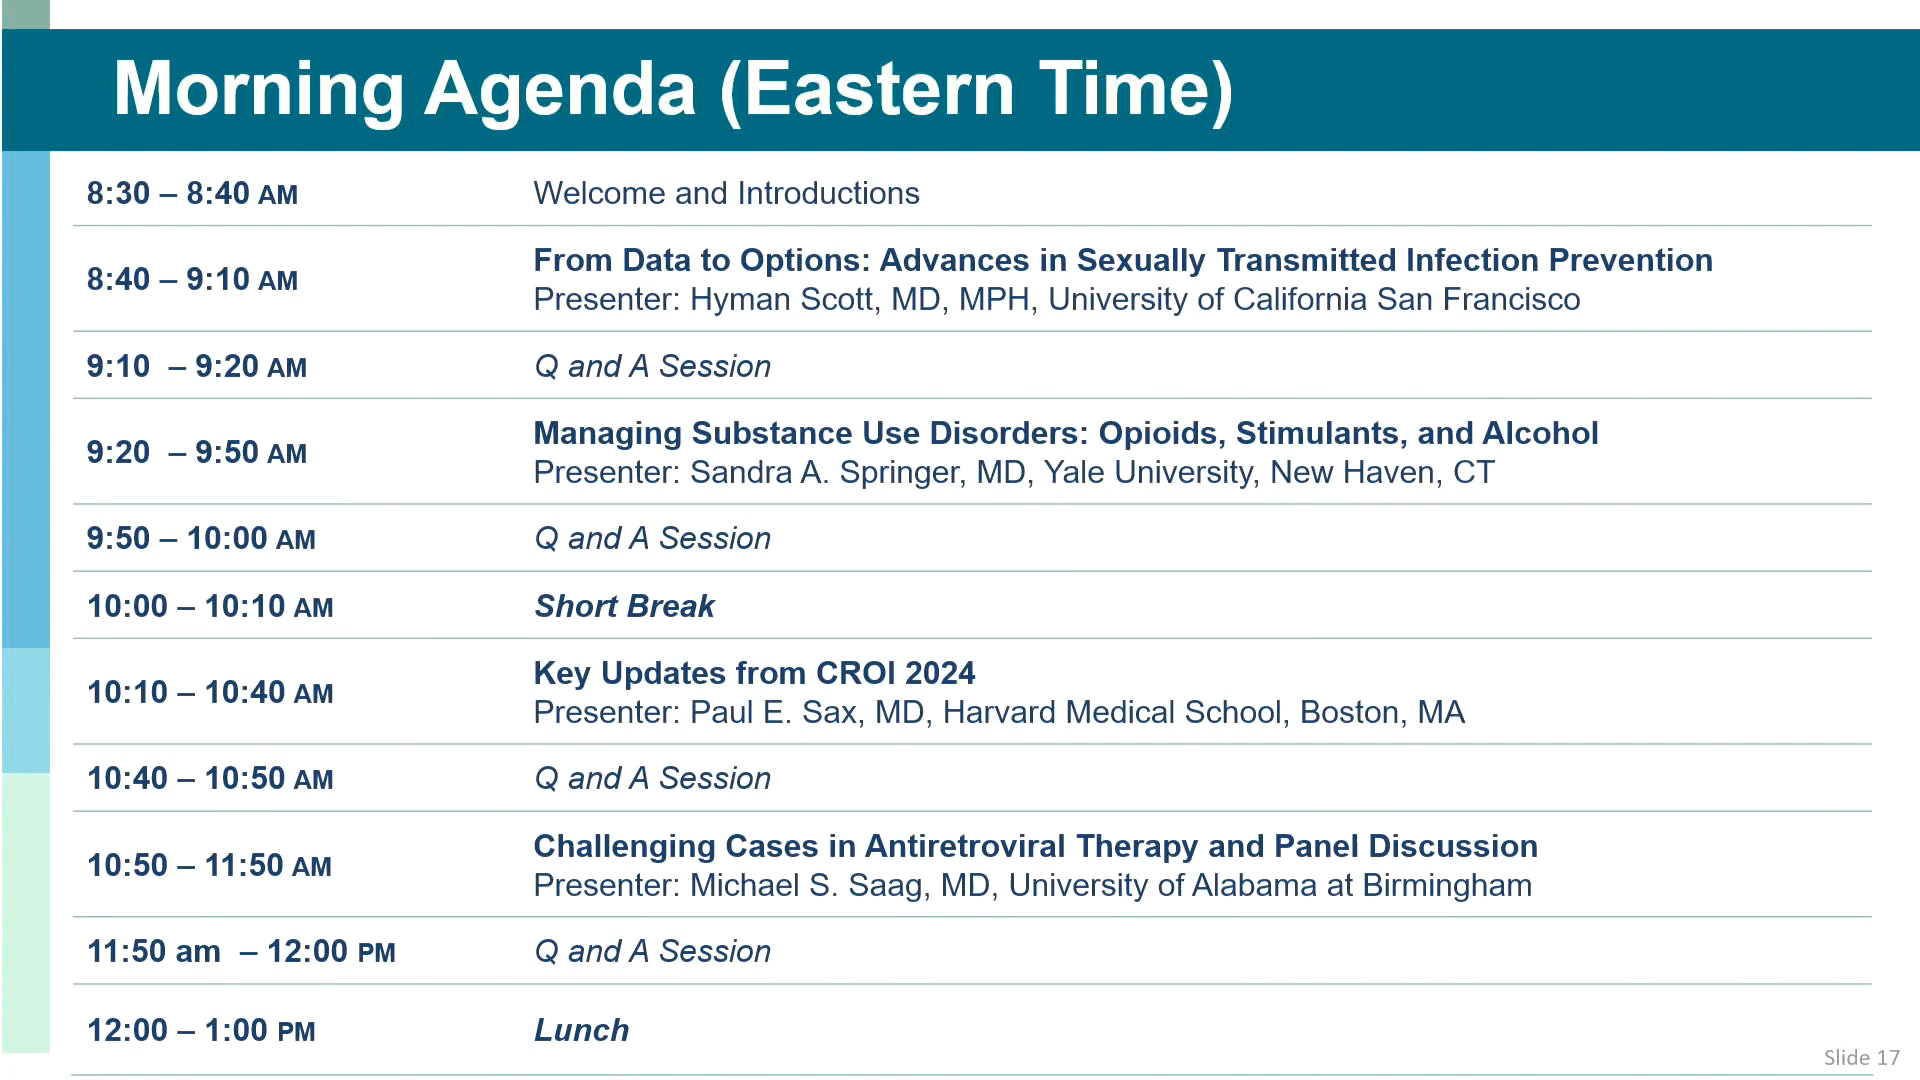 Morning Agenda (Eastern Time)
8:30 – 8:40 AM Welcome and Introductions
8:40 – 9:10 AM From Data to Options: Advances in Sexually Transmitted Infection Prevention
Presenter: Hyman Scott, MD, MPH, University of California San Francisco
9:10 – 9:20 AM Q and A Session
9:20 – 9:50 AM Managing Substance Use Disorders: Opioids, Stimulants, and Alcohol
Presenter: Sandra A. Springer, MD, Yale University, New Haven, CT
9:50 – 10:00 AM Q and A Session
10:00 – 10:10 AM Short Break
10:10 – 10:40 AM Key Updates from CROI 2024
Presenter: Paul E. Sax, MD, Harvard Medical School, Boston, MA
10:40 – 10:50 AM Q and A Session
10:50 – 11:50 AM Challenging Cases in Antiretroviral Therapy and Panel Discussion
Presenter: Michael S. Saag, MD, University of Alabama at Birmingham
11:50 am – 12:00 PM Q and A Session
12:00 – 1:00 PM Lunch
Slide 17